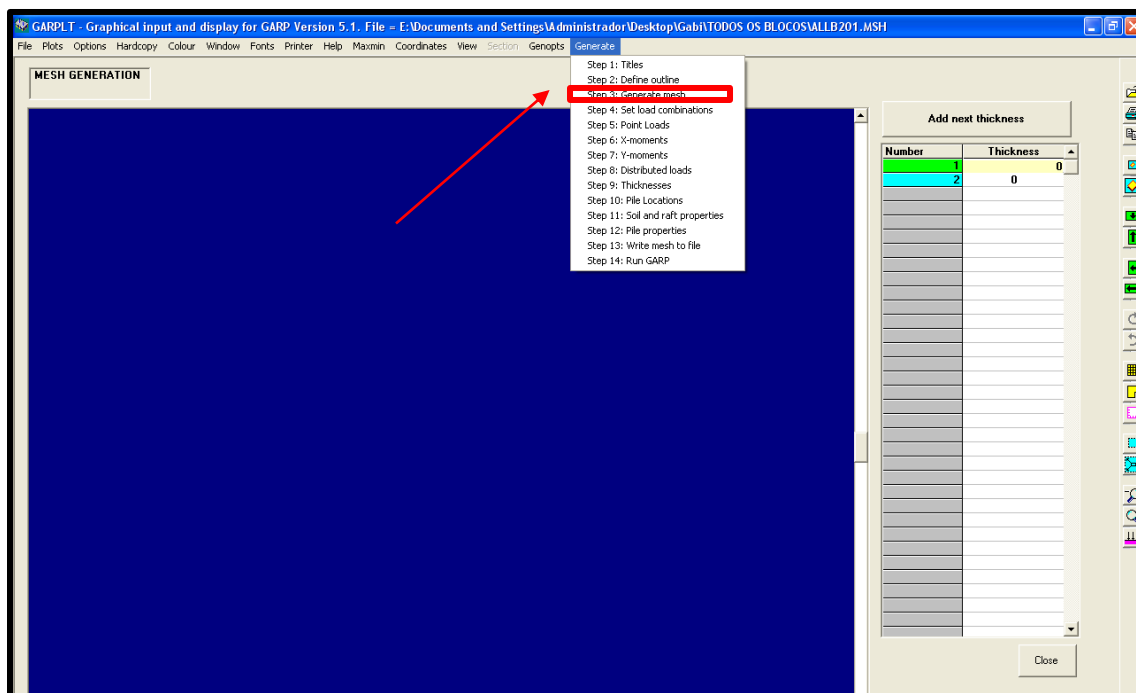 GARPLT - Graphical input and display for GARP Version 5.1. File = E:\Documents and Settings\Administrador\Desktop\Gabi\TODOS OS BLOCOS\ALLB201.MSH
File Plots Options Hardcopy Colour Window Fonts Printer Help Maxmin Coordinates View Section Genopts Generate
MESH GENERATION
Step 1: Titles
Step 2: Define outline
Step 3: Generate mesh
Step 4: Set load combinations
Step 5: Point Loads
Step 6: X-moments
Step 7: Y-moments
Step 8: Distributed loads
Step 9: Thicknesses
Step 10: Pile Locations
Step 11: Soil and raft properties
Step 12: Pile properties
Step 13: Write mesh to file
Step 14: Run GARP
Add next thickness
Number Thickness
1 0
2 0
Close